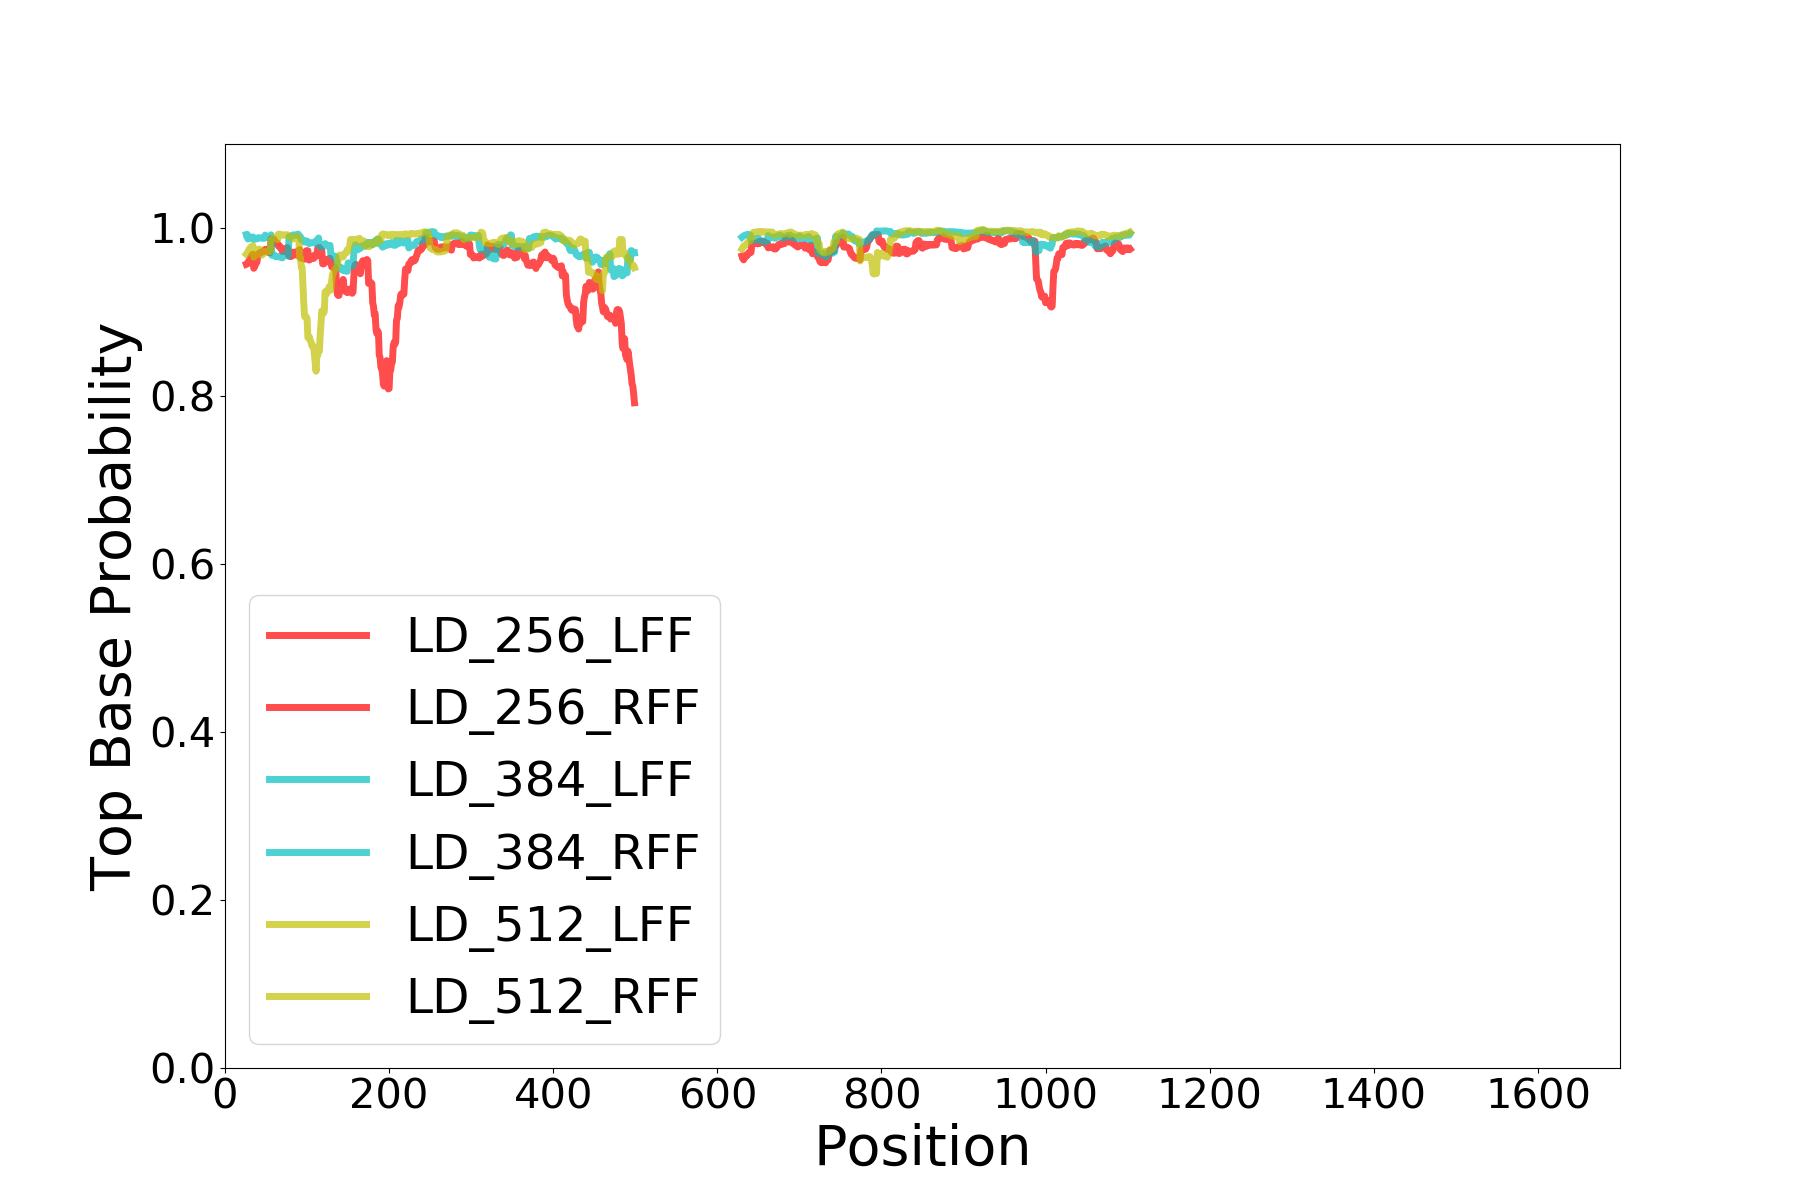 1.0
0.8
0.6
0.4
0.2
0.0
Top Base Probability
LD_256_LFF
LD_256_RFF
LD_384_LFF
LD_384_RFF
LD_512_LFF
LD_512_RFF
0 200 400 600 800 1000 1200 1400 1600
Position